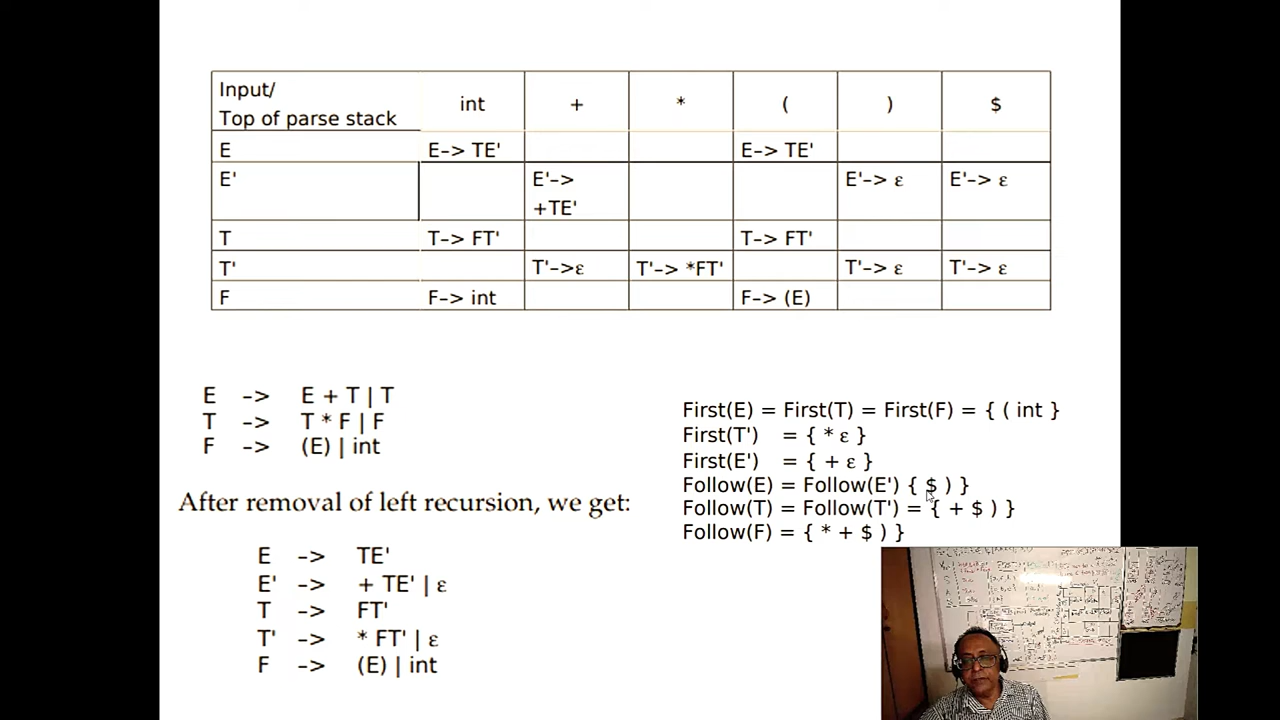 Input/
Top of parse stack int + * ( ) $
E E–> TE' E–> TE'
E' E'–> +TE' E'–> ε E'–> ε
T T–> FT' T–> FT'
T' T'–>ε T'–> *FT' T'–> ε T'–> ε
F F–> int F–> (E)
E –> E + T | T
T –> T * F | F
F –> (E) | int
After removal of left recursion, we get:
E –> TE'
E' –> + TE' | ε
T –> FT'
T' –> * FT' | ε
F –> (E) | int
First(E) = First(T) = First(F) = { ( int }
First(T') = { * ε }
First(E') = { + ε }
Follow(E) = Follow(E') { $ ) }
Follow(T) = Follow(T') = { + $ ) }
Follow(F) = { * + $ ) }